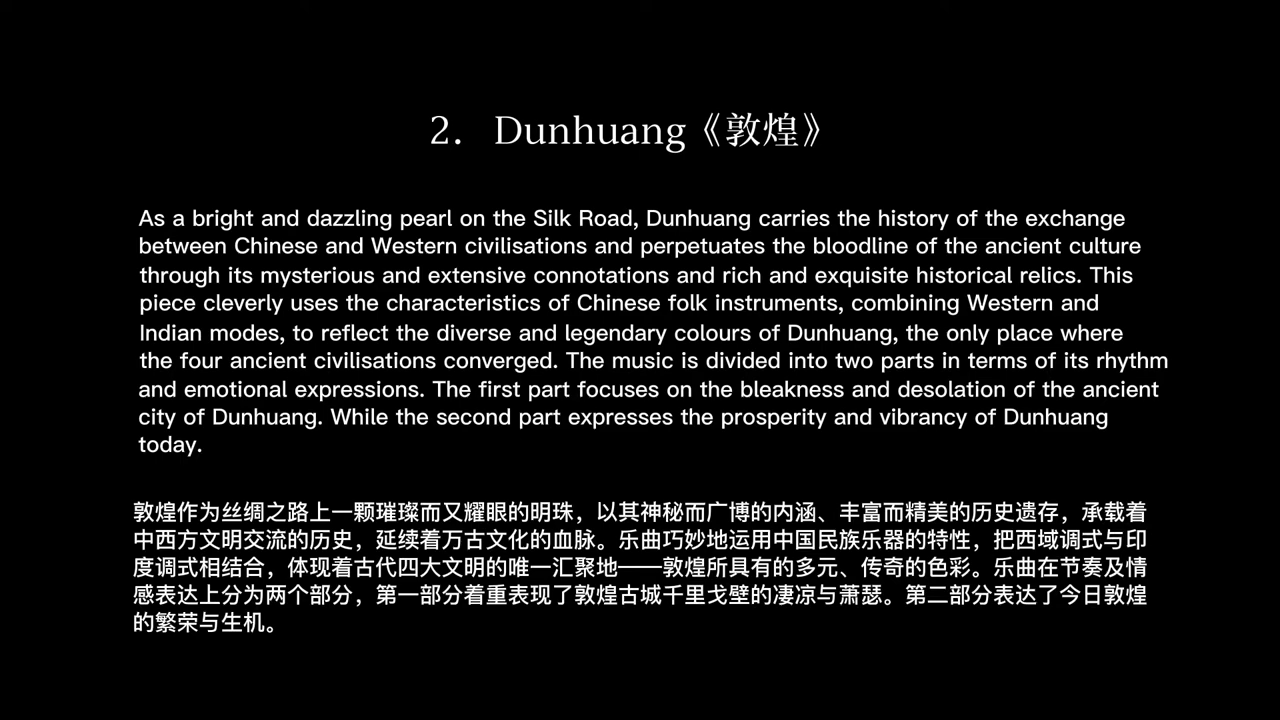 2. Dunhuang《敦煌》
As a bright and dazzling pearl on the Silk Road, Dunhuang carries the history of the exchange
between Chinese and Western civilisations and perpetuates the bloodline of the ancient culture
through its mysterious and extensive connotations and rich and exquisite historical relics. This
piece cleverly uses the characteristics of Chinese folk instruments, combining Western and
Indian modes, to reflect the diverse and legendary colours of Dunhuang, the only place where
the four ancient civilisations converged. The music is divided into two parts in terms of its rhythm
and emotional expressions. The first part focuses on the bleakness and desolation of the ancient
city of Dunhuang. While the second part expresses the prosperity and vibrancy of Dunhuang
today.
敦煌作为丝绸之路上一颗璀璨而又耀眼的明珠，以其神秘而广博的内涵、丰富而精美的历史遗存，承载着
中西方文明交流的历史，延续着万古文化的血脉。乐曲巧妙地运用中国民族乐器的特性，把西域调式与印
度调式相结合，体现着古代四大文明的唯一汇聚地——敦煌所具有的多元、传奇的色彩。乐曲在节奏及情
感表达上分为两个部分，第一部分着重表现了敦煌古城千里戈壁的凄凉与萧瑟。第二部分表达了今日敦煌
的繁荣与生机。